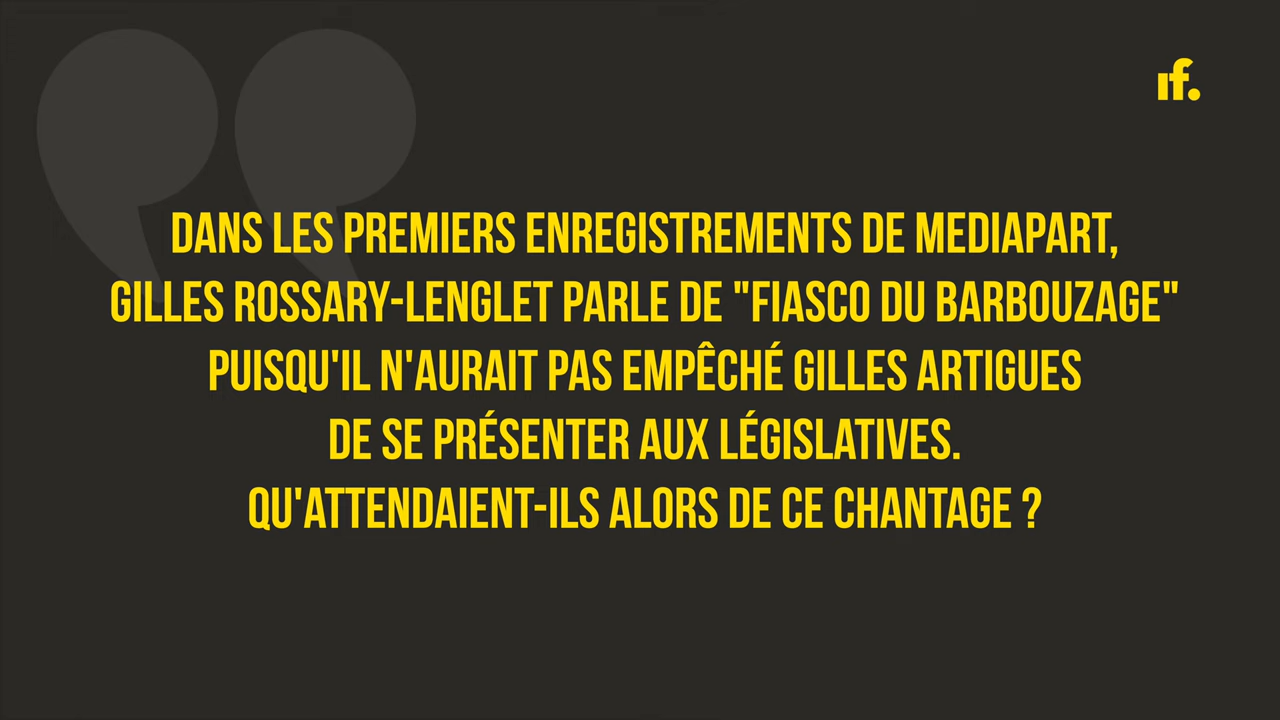 if.
DANS LES PREMIERS ENREGISTREMENTS DE MEDIAPART,
GILLES ROSSARY-LENGLET PARLE DE "FIASCO DU BARBOUZAGE"
PUISQU'IL N'AURAIT PAS EMPÊCHÉ GILLES ARTIGUES
DE SE PRÉSENTER AUX LÉGISLATIVES.
QU'ATTENDAIENT-ILS ALORS DE CE CHANTAGE ?